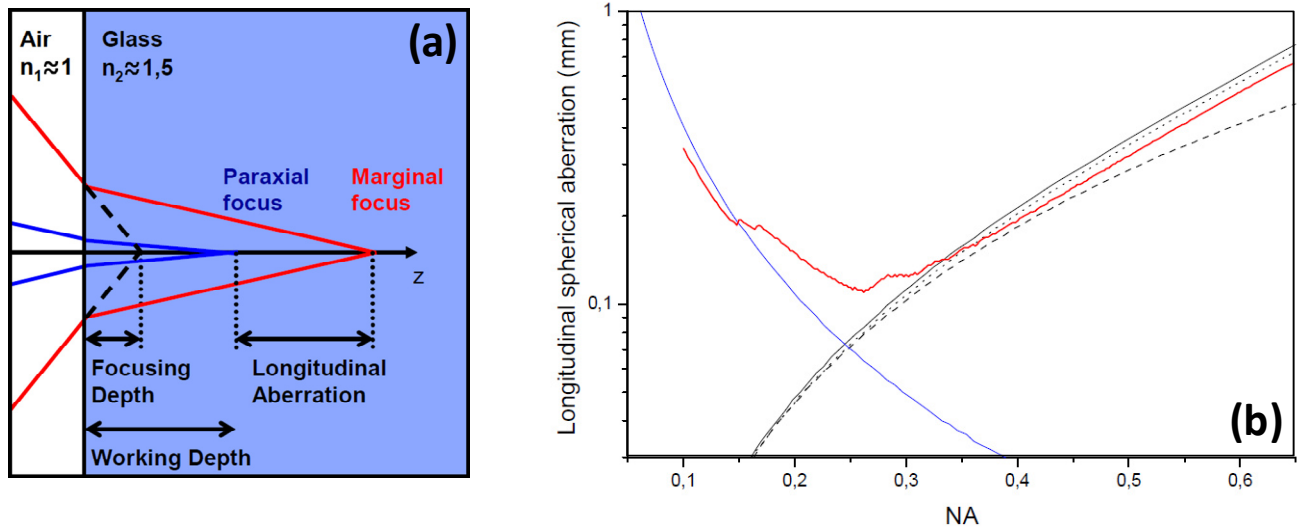 Air
n₁≈1
Glass
n₂≈1,5
(a)
Paraxial
focus
Marginal
focus
z
Focusing
Depth
Longitudinal
Aberration
Working Depth
Longitudinal spherical aberration (mm)
1
0,1
(b)
0,1 0,2 0,3 0,4 0,5 0,6
NA